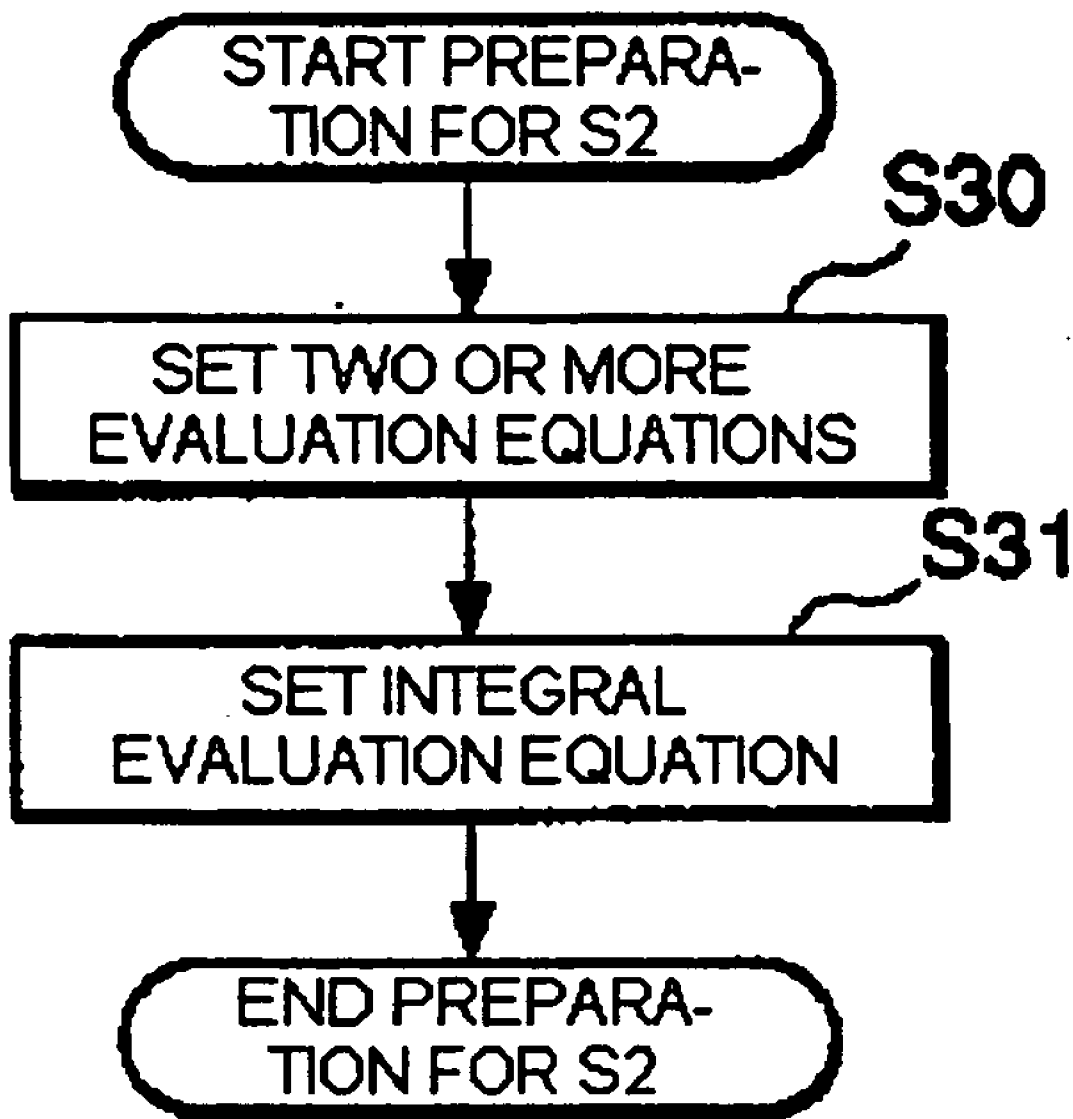 START PREPARA-
TION FOR S2
S30
SET TWO OR MORE
EVALUATION EQUATIONS
S31
SET INTEGRAL
EVALUATION EQUATION
END PREPARA-
TION FOR S2